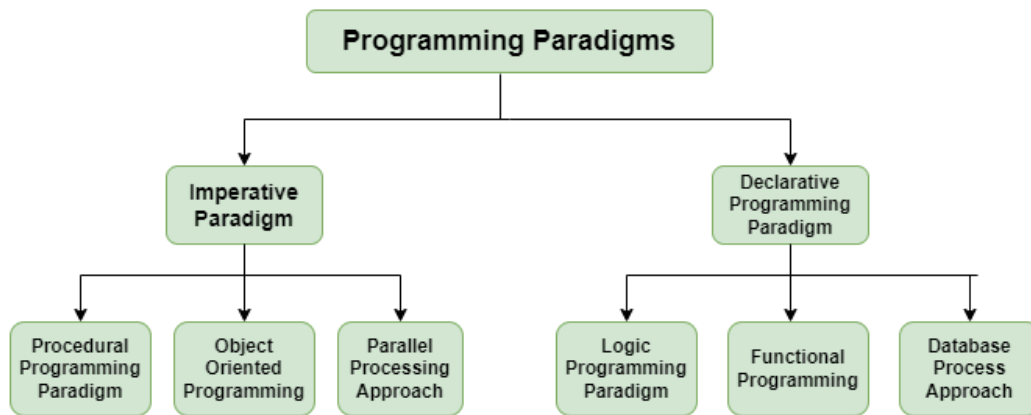 Programming Paradigms
Imperative
Paradigm
Declarative
Programming
Paradigm
Procedural
Programming
Paradigm
Object
Oriented
Programming
Parallel
Processing
Approach
Logic
Programming
Paradigm
Functional
Programming
Database
Process
Approach